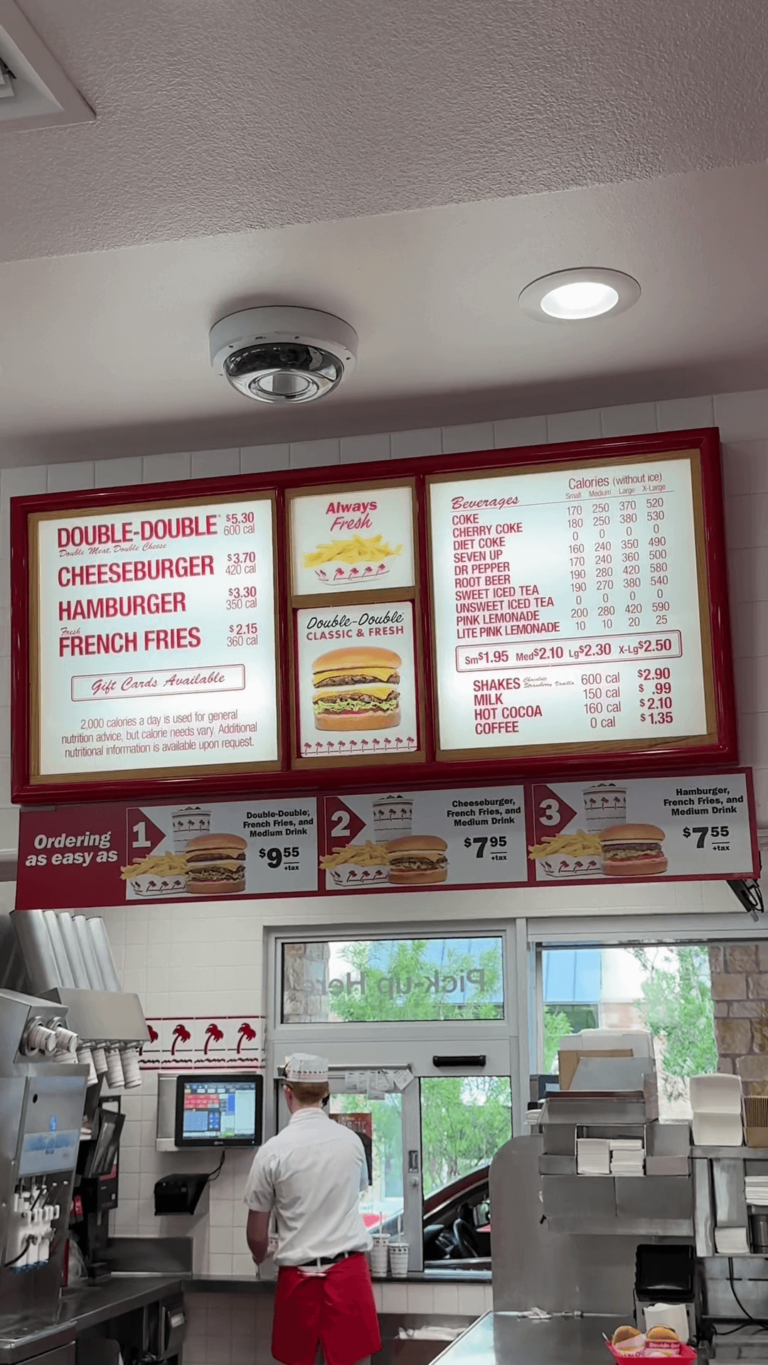 DOUBLE-DOUBLE $5.30
Double Meat, Double Cheese 600 cal
CHEESEBURGER $3.70
420 cal
HAMBURGER $3.30
350 cal
Fresh
FRENCH FRIES $2.15
360 cal
Gift Cards Available
2,000 calories a day is used for general
nutrition advice, but calorie needs vary. Additional
nutritional information is available upon request.
Always
Fresh
Double-Double
CLASSIC & FRESH
Calories (without ice)
Beverages Small Medium Large X-Large
COKE 170 250 370 520
CHERRY COKE 180 250 380 530
DIET COKE 0 0 0 0
SEVEN UP 160 240 350 490
DR PEPPER 170 240 360 500
ROOT BEER 190 280 420 580
SWEET ICED TEA 190 270 380 540
UNSWEET ICED TEA 0 0 0 0
PINK LEMONADE 200 280 420 590
LITE PINK LEMONADE 10 10 20 25
Sm$1.95 Med$2.10 Lg$2.30 X-Lg$2.50
SHAKES Chocolate Strawberry Vanilla 600 cal $2.90
MILK 150 cal $.99
HOT COCOA 160 cal $2.10
COFFEE 0 cal $1.35
Ordering
as easy as
1
Double-Double,
French Fries, and
Medium Drink
$9.55
+tax
2
Cheeseburger,
French Fries, and
Medium Drink
$7.95
+tax
3
Hamburger,
French Fries, and
Medium Drink
$7.55
+tax
Pick-up Here